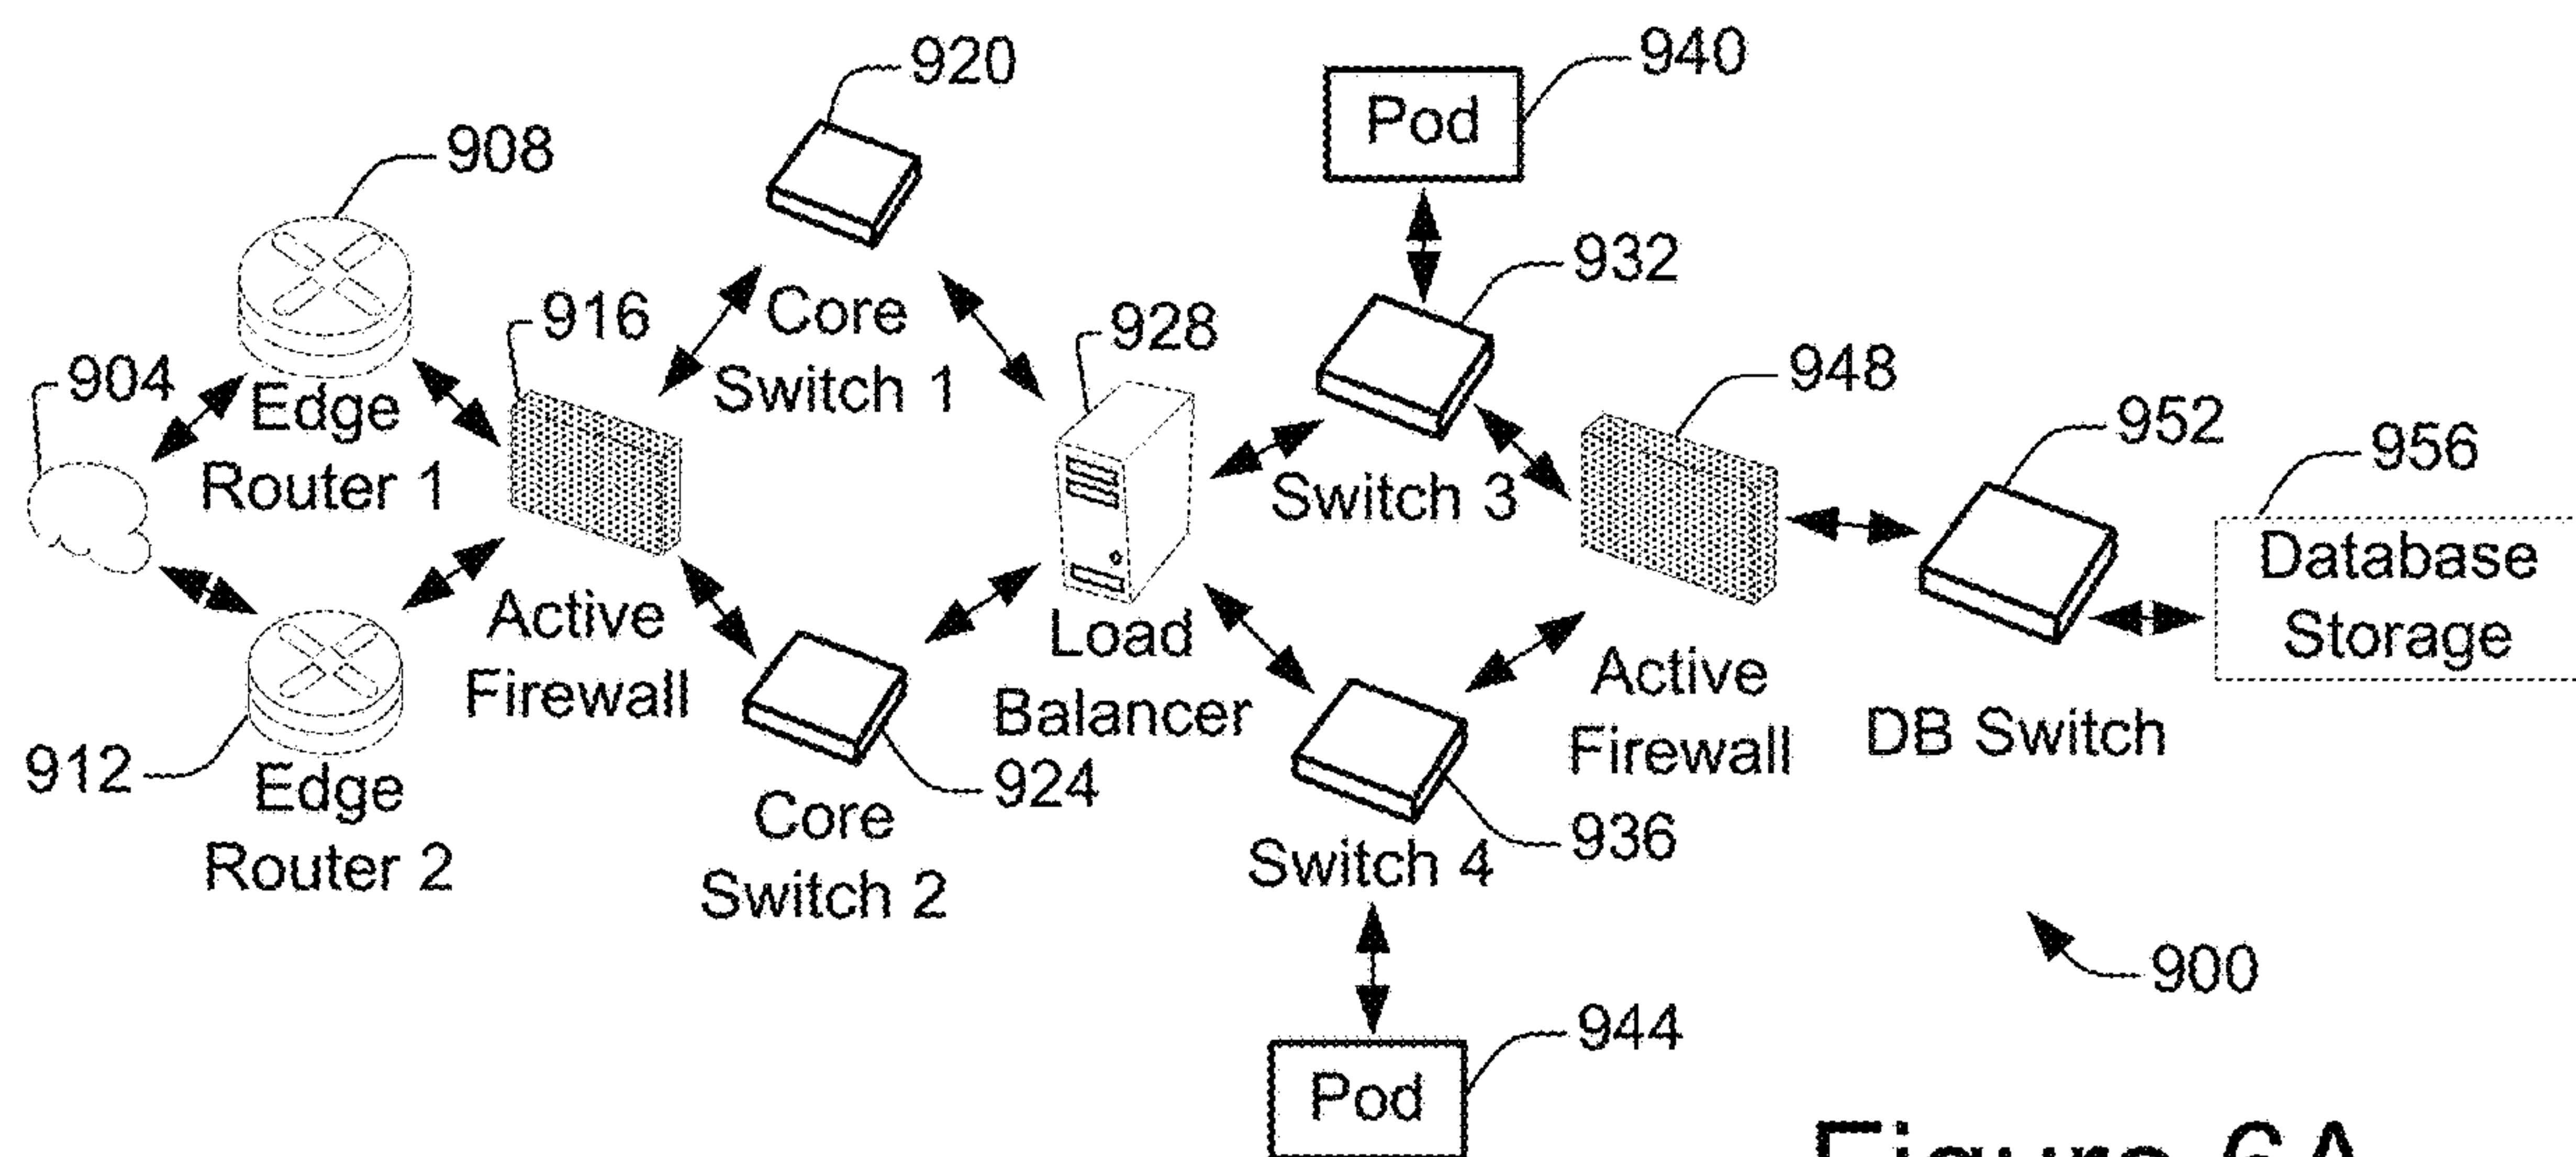 920
940
Pod
908
932
916
Core
Switch 1
928
948
904
Edge
Router 1
952
956
Switch 3
Database
Storage
Active
Firewall
Load
Balancer
Active
Firewall
DB Switch
912
Edge
Router 2
924
Core
Switch 2
936
Switch 4
900
944
Pod
Figure 6A